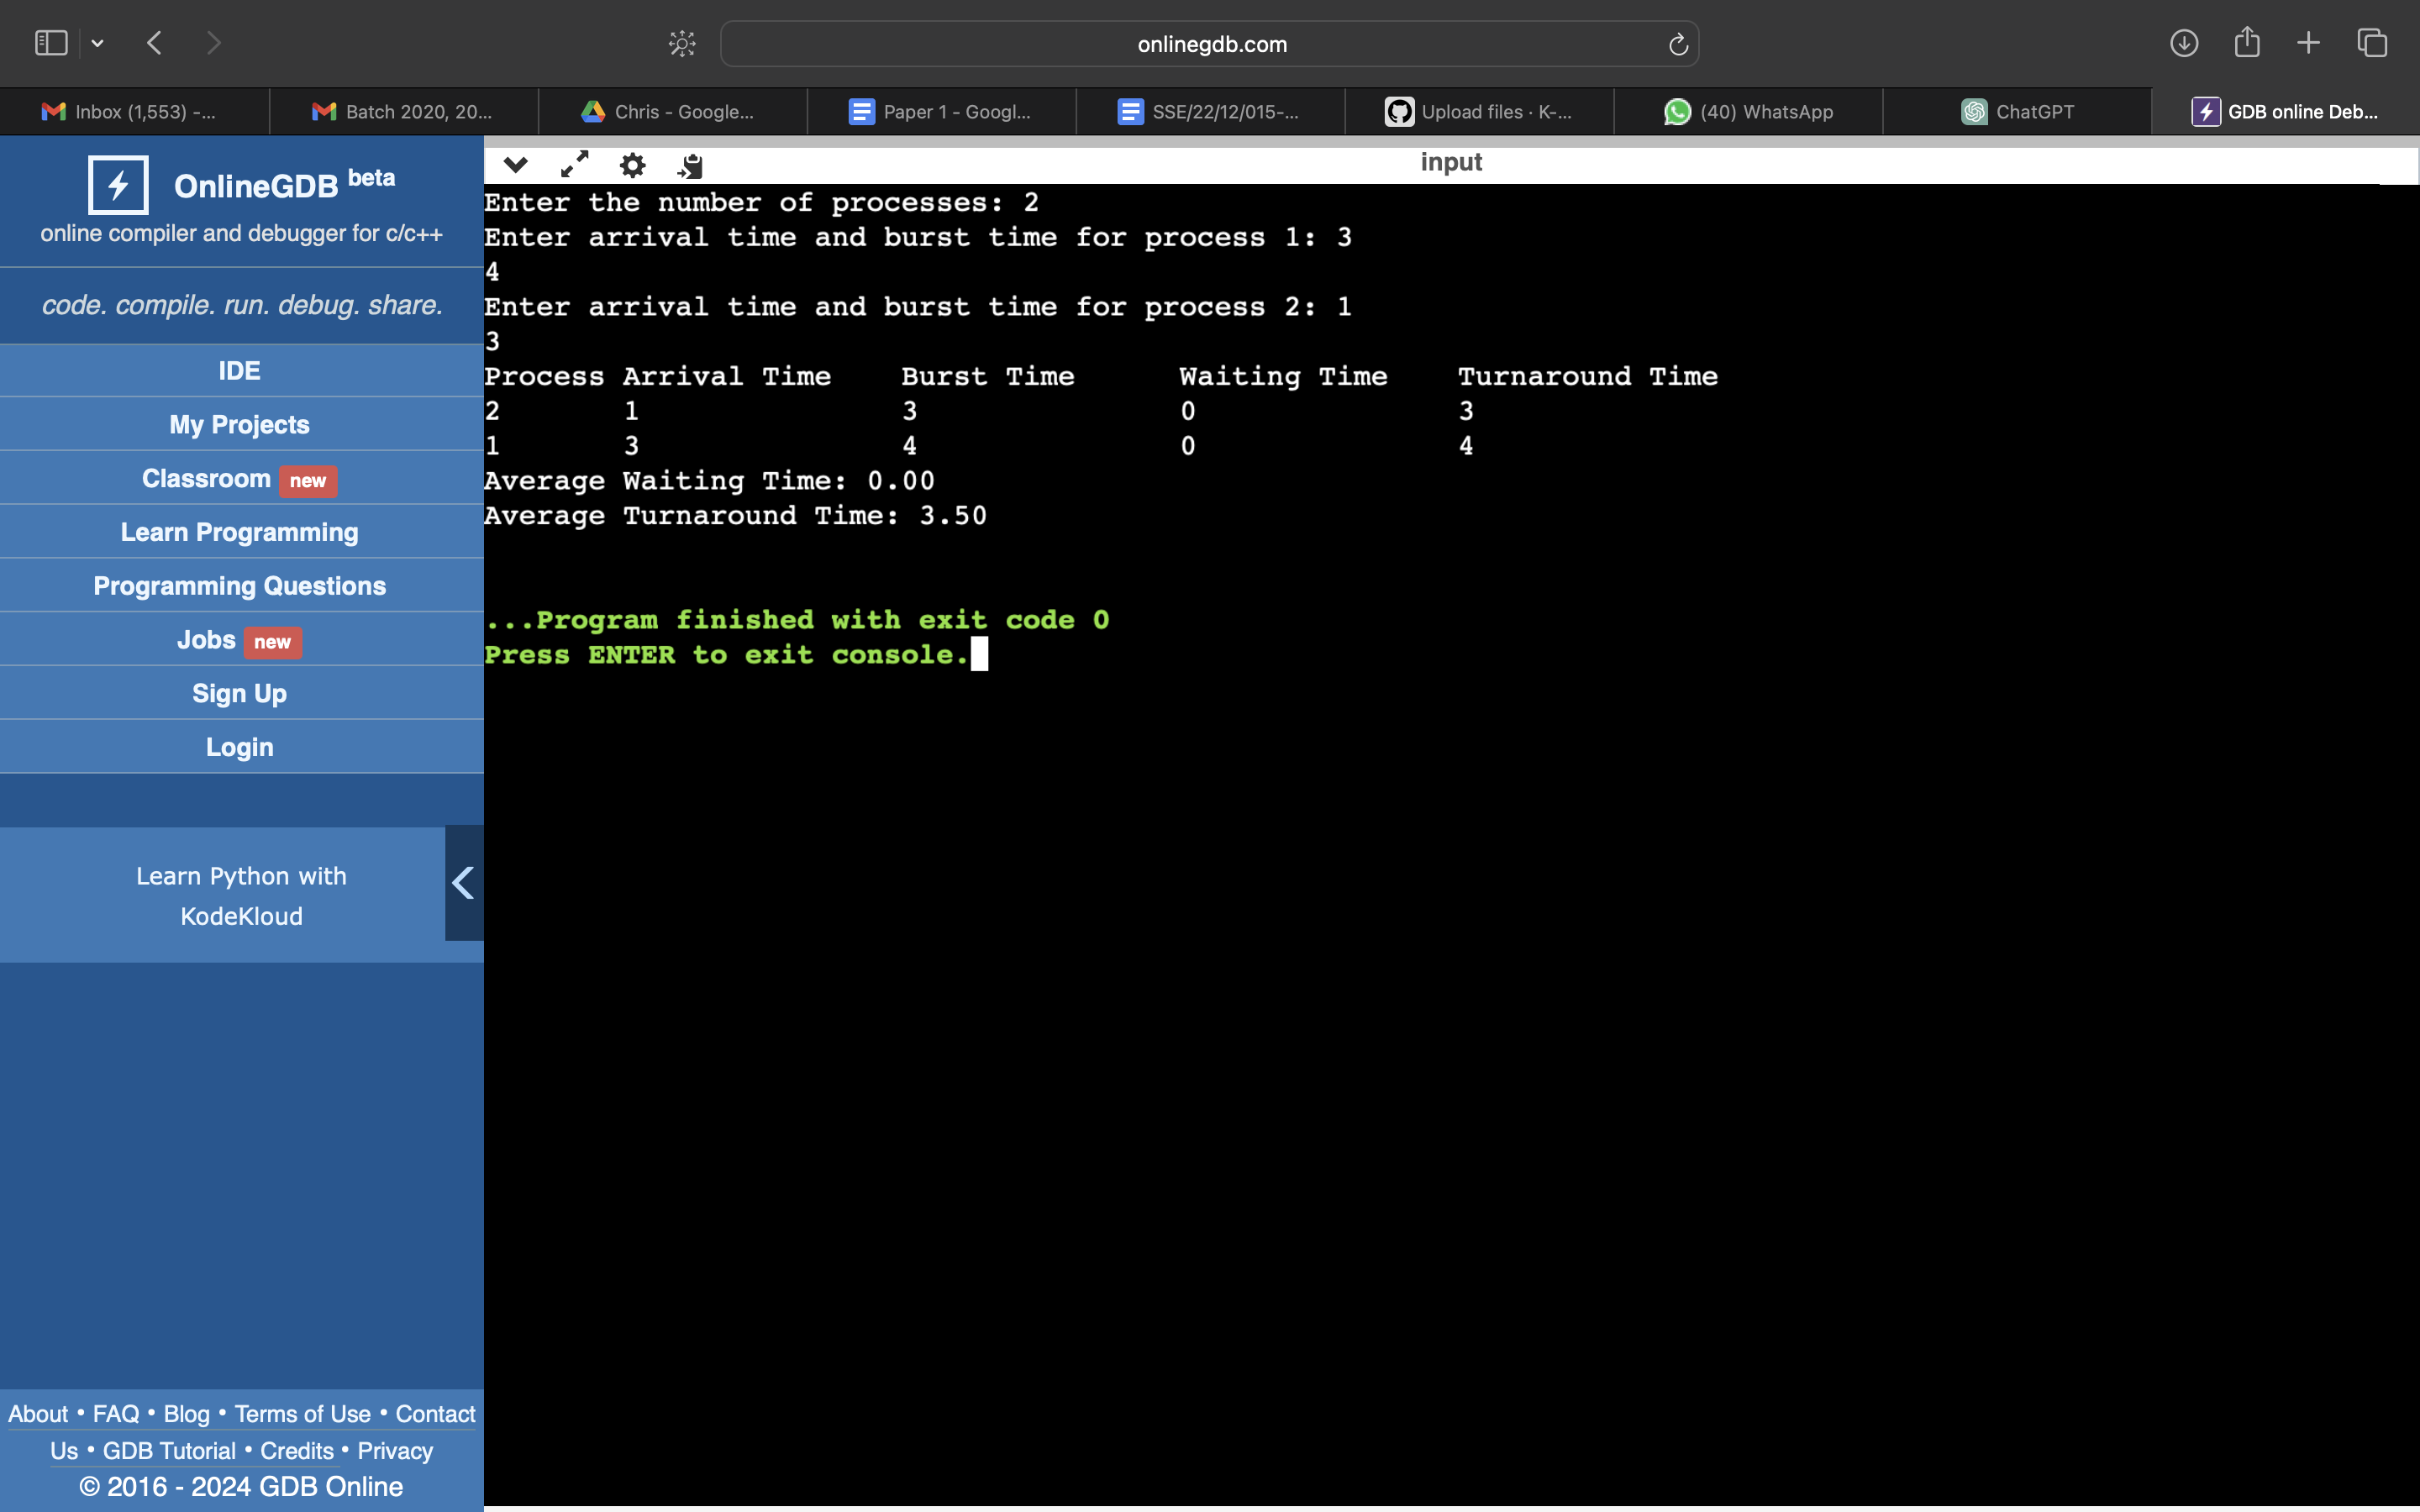 onlinegdb.com
Inbox (1,553) -...
Batch 2020, 20...
Chris - Google...
Paper 1 - Googl...
SSE/22/12/015-...
Upload files · K-...
(40) WhatsApp
ChatGPT
GDB online Deb...
OnlineGDB beta
online compiler and debugger for c/c++
code. compile. run. debug. share.
IDE
My Projects
Classroom new
Learn Programming
Programming Questions
Jobs new
Sign Up
Login
Learn Python with
KodeKloud
About • FAQ • Blog • Terms of Use • Contact
Us • GDB Tutorial • Credits • Privacy
© 2016 - 2024 GDB Online
input
Enter the number of processes: 2
Enter arrival time and burst time for process 1: 3
4
Enter arrival time and burst time for process 2: 1
3
Process Arrival Time Burst Time Waiting Time Turnaround Time
2 1 3 0 3
1 3 4 0 4
Average Waiting Time: 0.00
Average Turnaround Time: 3.50
...Program finished with exit code 0
Press ENTER to exit console.